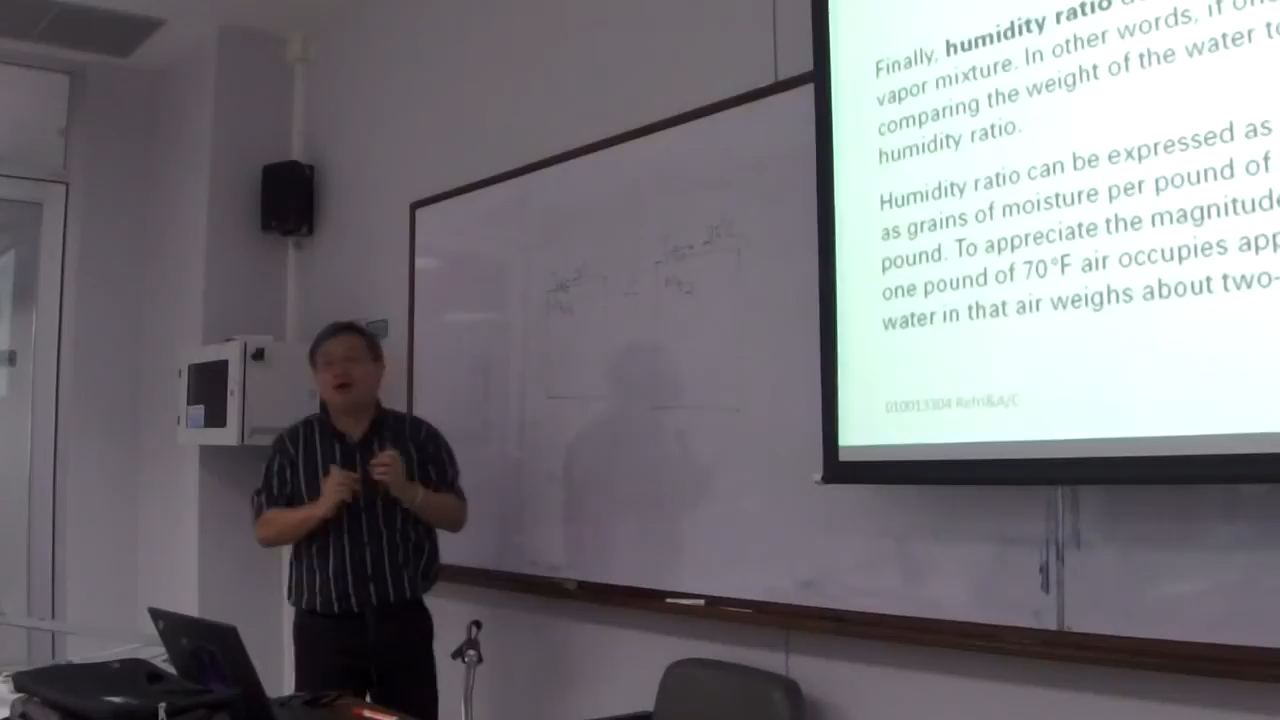 Finally, humidity ratio
vapor mixture. In other words, if
comparing the weight of the water
humidity ratio.
Humidity ratio can be expressed as
as grains of moisture per pound of
pound. To appreciate the magnitude
one pound of 70°F air occupies
water in that air weighs about two-
010013304 Refri&A/C